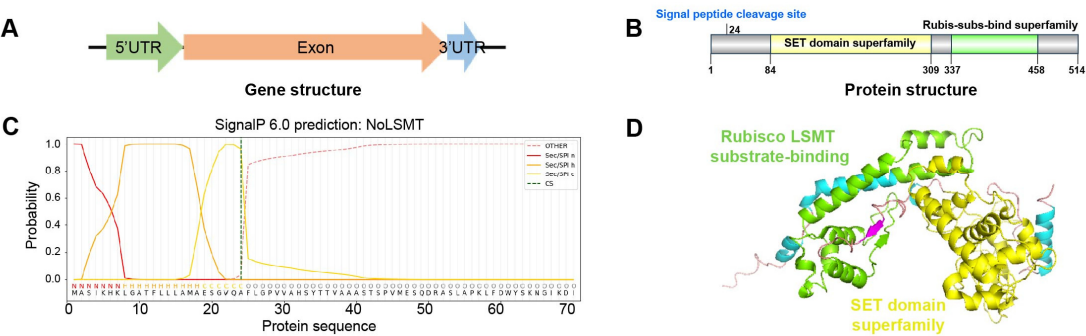 A
5'UTR
Exon
3'UTR
Gene structure
B
Signal peptide cleavage site
24
Rubis-subs-bind superfamily
SET domain superfamily
1
84
309
337
458
514
Protein structure
C
SignalP 6.0 prediction: NoLSMT
Probability
1.0
0.8
0.6
0.4
0.2
0.0
OTHER
Sec/SPI n
Sec/SPI h
Sec/SPI c
CS
M A S I K H K L G A T F L L L A M A E S G V Q A F L G P V V A H S Y T T V A A A S T S P V M E S Q D R A S L A P K L F D W Y S K N G I K D I
0
10
20
30
40
50
60
70
Protein sequence
D
Rubisco LSMT
substrate-binding
SET domain
superfamily